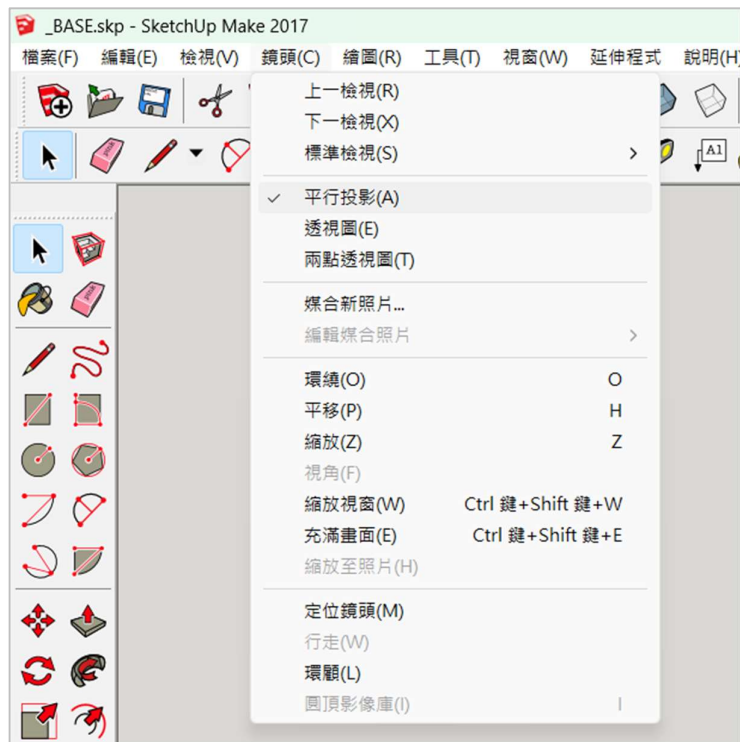 _BASE.skp - SketchUp Make 2017
檔案(F) 編輯(E) 檢視(V) 鏡頭(C) 繪圖(R) 工具(T) 視窗(W) 延伸程式 說明(H)
上一檢視(R)
下一檢視(X)
標準檢視(S)
A1
平行投影(A)
透視圖(E)
兩點透視圖(T)
媒合新照片...
編輯媒合照片
環繞(O) O
平移(P) H
縮放(Z) Z
視角(F)
縮放視窗(W) Ctrl 鍵+Shift 鍵+W
充滿畫面(E) Ctrl 鍵+Shift 鍵+E
縮放至照片(H)
定位鏡頭(M)
行走(W)
環顧(L)
圓頂影像庫(I) I